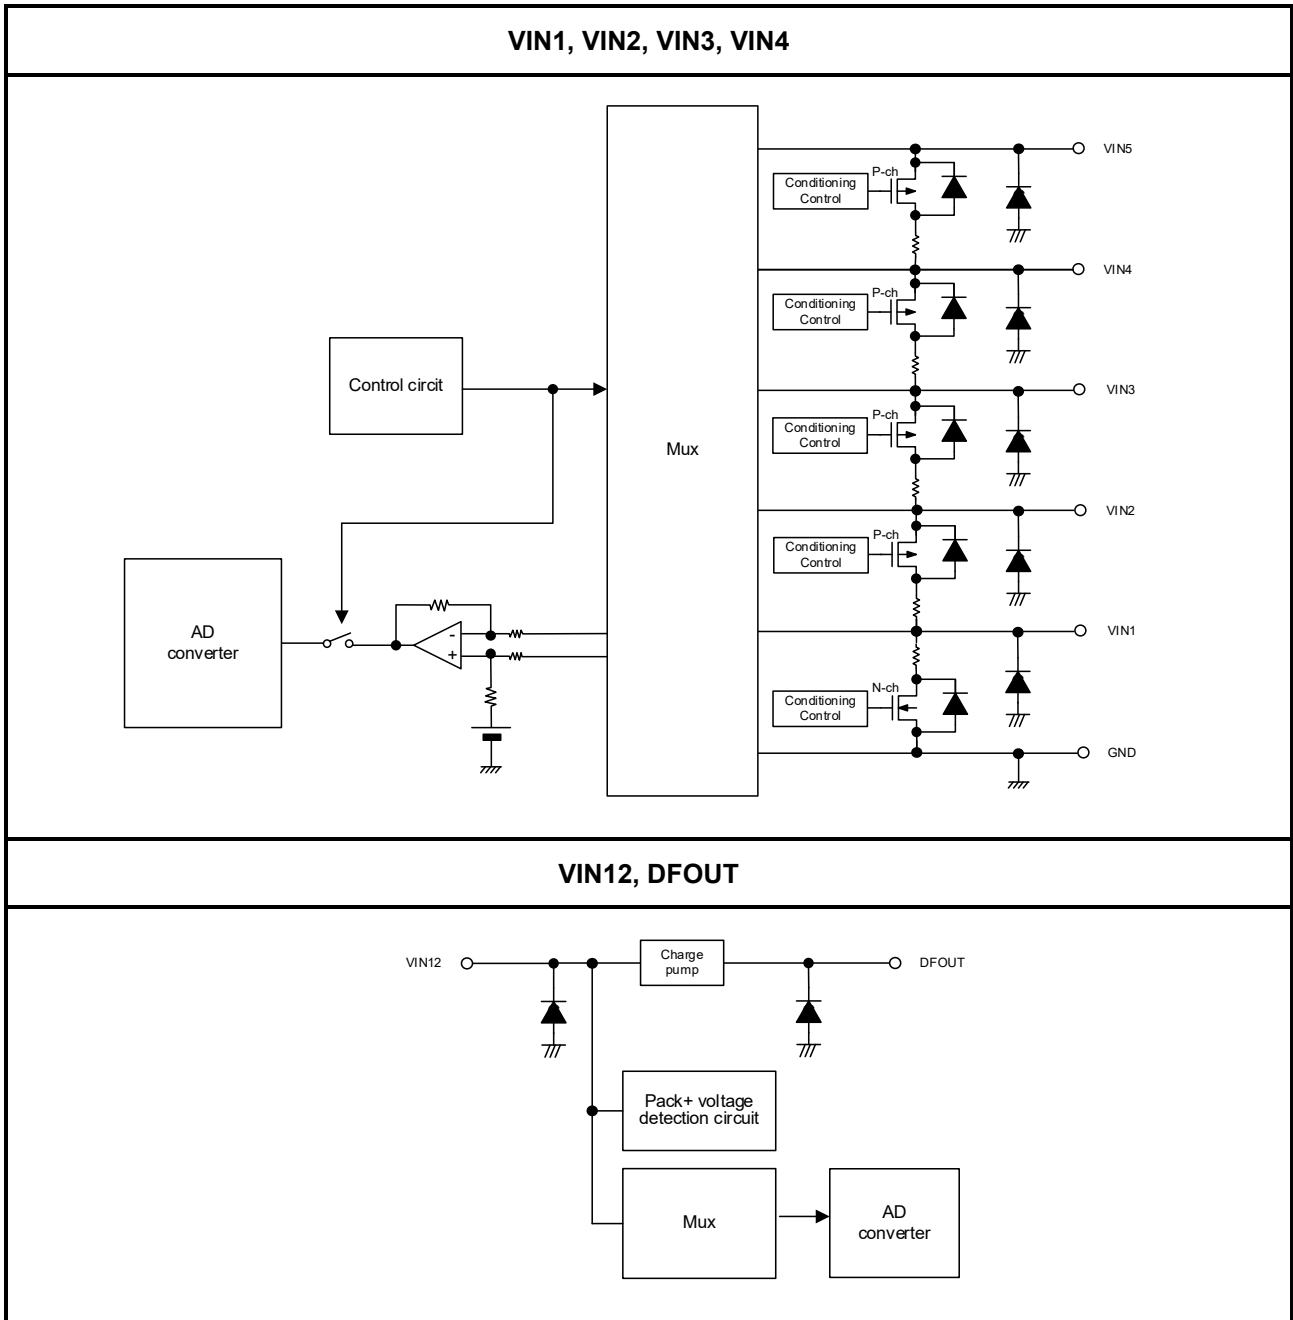 VIN1, VIN2, VIN3, VIN4
VIN5
P-ch
Conditioning
Control
VIN4
P-ch
Conditioning
Control
Control circit
VIN3
P-ch
Conditioning
Control
Mux
VIN2
P-ch
Conditioning
Control
AD
converter
-
+
VIN1
N-ch
Conditioning
Control
GND
VIN12, DFOUT
VIN12
Charge
pump
DFOUT
Pack+ voltage
detection circuit
Mux
AD
converter